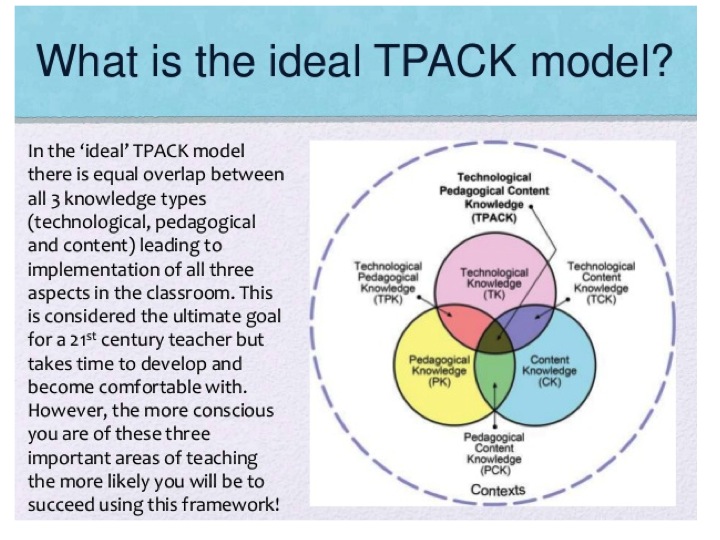 What is the ideal TPACK model?
In the ‘ideal’ TPACK model
there is equal overlap between
all 3 knowledge types
(technological, pedagogical
and content) leading to
implementation of all three
aspects in the classroom. This
is considered the ultimate goal
for a 21st century teacher but
takes time to develop and
become comfortable with.
However, the more conscious
you are of these three
important areas of teaching
the more likely you will be to
succeed using this framework!
Technological
Pedagogical Content
Knowledge
(TPACK)
Technological
Pedagogical
Knowledge
(TPK)
Technological
Knowledge
(TK)
Technological
Content
Knowledge
(TCK)
Pedagogical
Knowledge
(PK)
Content
Knowledge
(CK)
Pedagogical
Content
Knowledge
(PCK)
Contexts